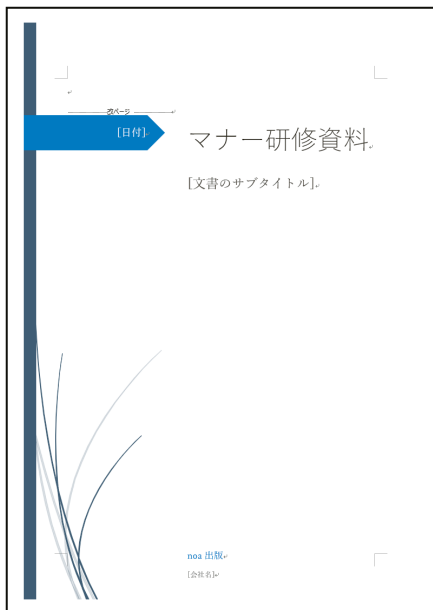 改ページ
[日付]
マナー研修資料
[文書のサブタイトル]
noa 出版
[会社名]